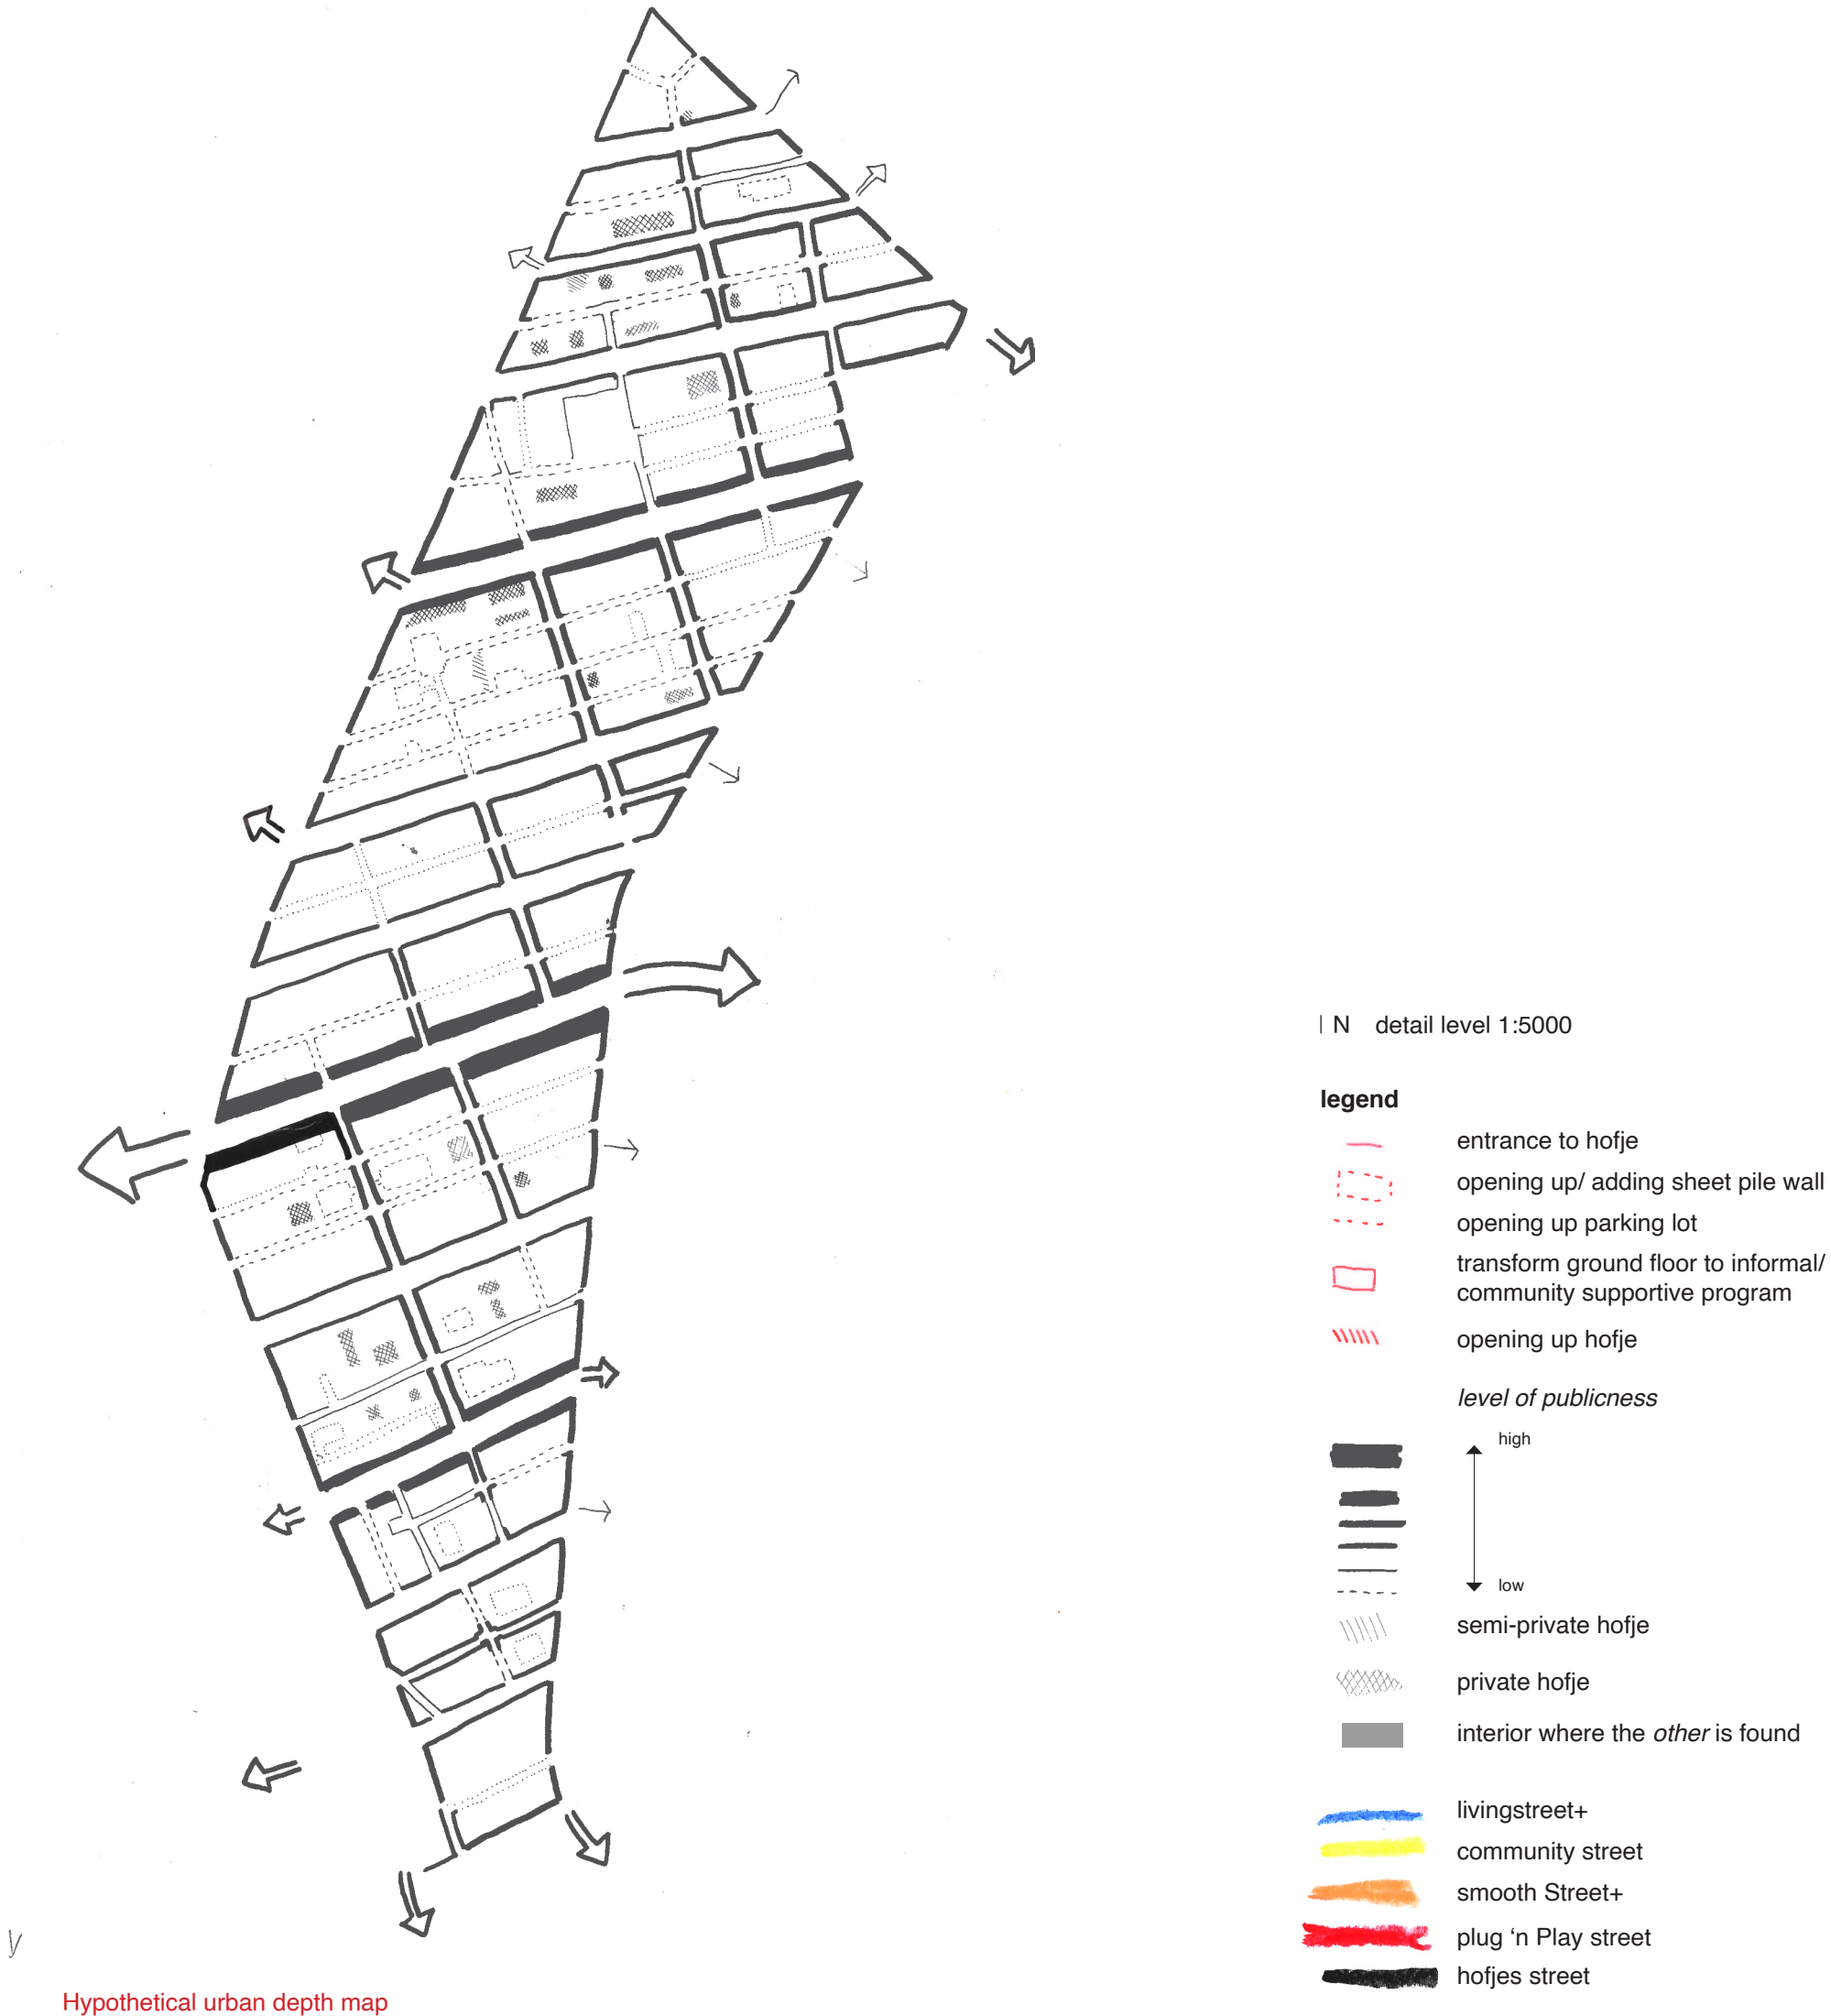 N detail level 1:5000
legend
entrance to hofje
opening up/ adding sheet pile wall
opening up parking lot
transform ground floor to informal/
community supportive program
opening up hofje
level of publicness
high
low
semi-private hofje
private hofje
interior where the other is found
livingstreet+
community street
smooth Street+
plug ‘n Play street
hofjes street
Hypothetical urban depth map